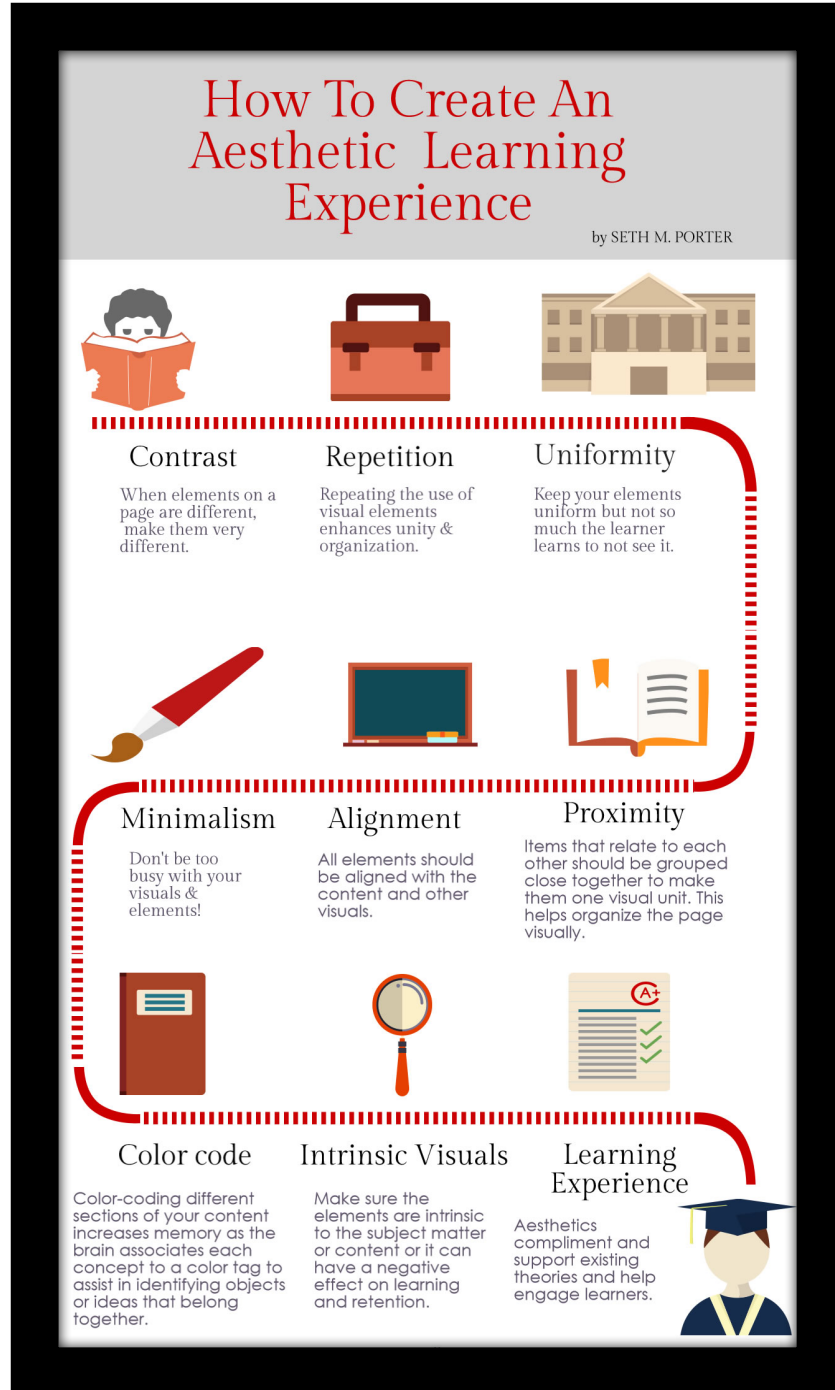 How To Create An
Aesthetic Learning
Experience
by SETH M. PORTER
Contrast
When elements on a
page are different,
make them very
different.
Repetition
Repeating the use of
visual elements
enhances unity &
organization.
Uniformity
Keep your elements
uniform but not so
much the learner
learns to not see it.
Minimalism
Don't be too
busy with your
visuals &
elements!
Alignment
All elements should
be aligned with the
content and other
visuals.
Proximity
Items that relate to each
other should be grouped
close together to make
them one visual unit. This
helps organize the page
visually.
A+
Color code
Color-coding different
sections of your content
increases memory as the
brain associates each
concept to a color tag to
assist in identifying objects
or ideas that belong
together.
Intrinsic Visuals
Make sure the
elements are intrinsic
to the subject matter
or content or it can
have a negative
effect on learning
and retention.
Learning
Experience
Aesthetics
compliment and
support existing
theories and help
engage learners.